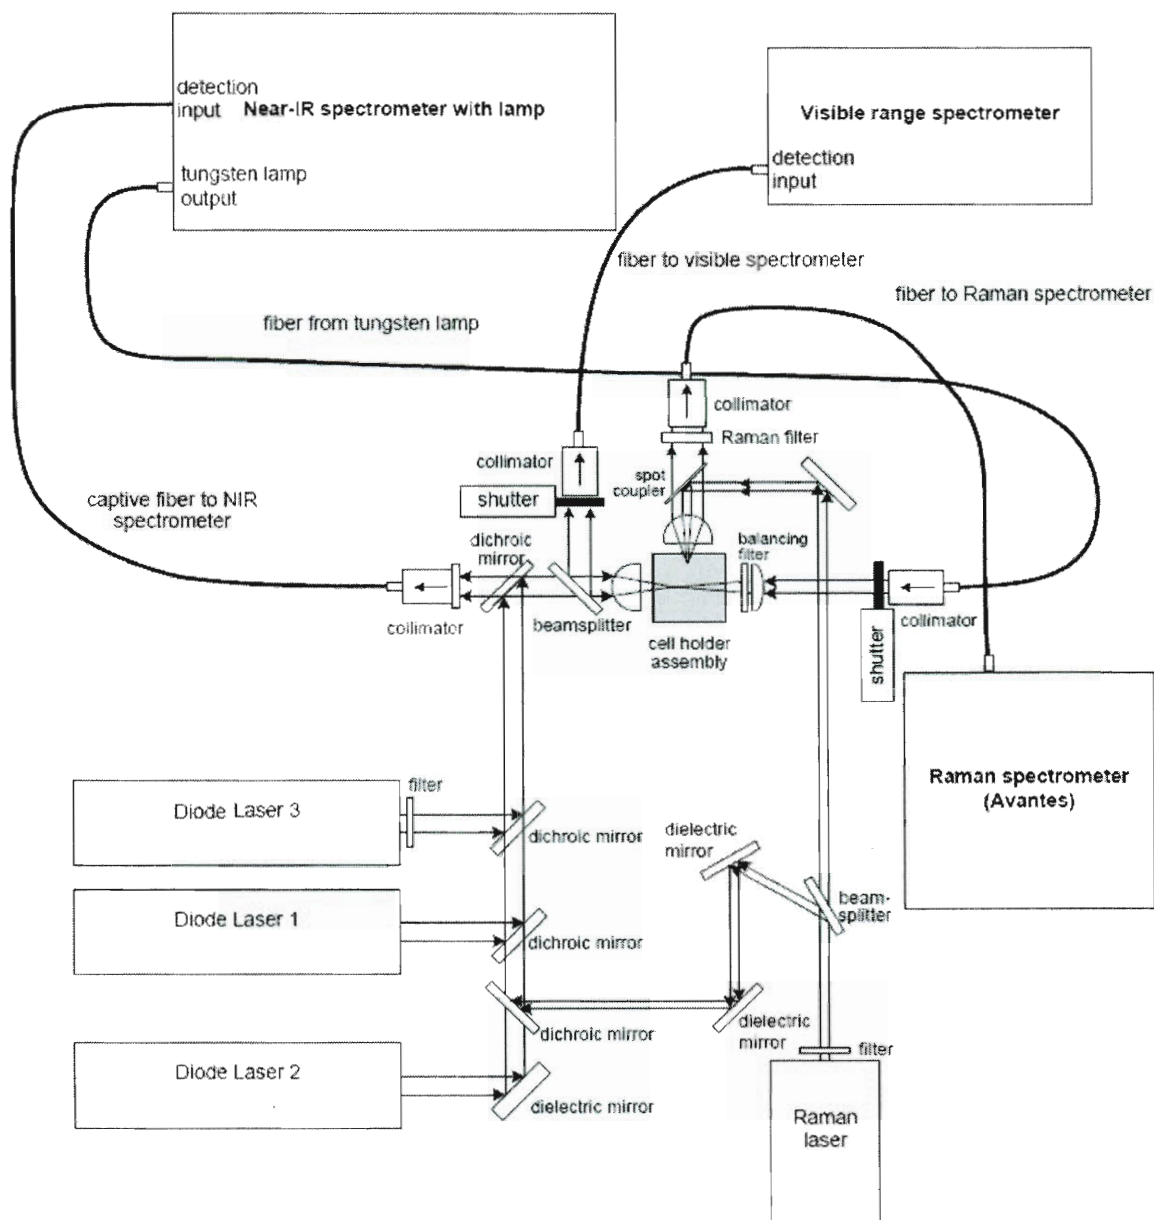 detection
input
Near-IR spectrometer with lamp
tungsten lamp
output
Visible range spectrometer
detection
input
fiber to visible spectrometer
fiber to Raman spectrometer
fiber from tungsten lamp
collimator
Raman filter
collimator
spot
coupler
shutter
captive fiber to NIR
spectrometer
dichroic
mirror
balancing
filter
collimator
beamsplitter
cell holder
assembly
collimator
shutter
Raman spectrometer
(Avantes)
filter
Diode Laser 3
dichroic mirror
dielectric
mirror
beam-
splitter
Diode Laser 1
dichroic mirror
dichroic mirror
dielectric
mirror
filter
Diode Laser 2
dielectric mirror
Raman
laser